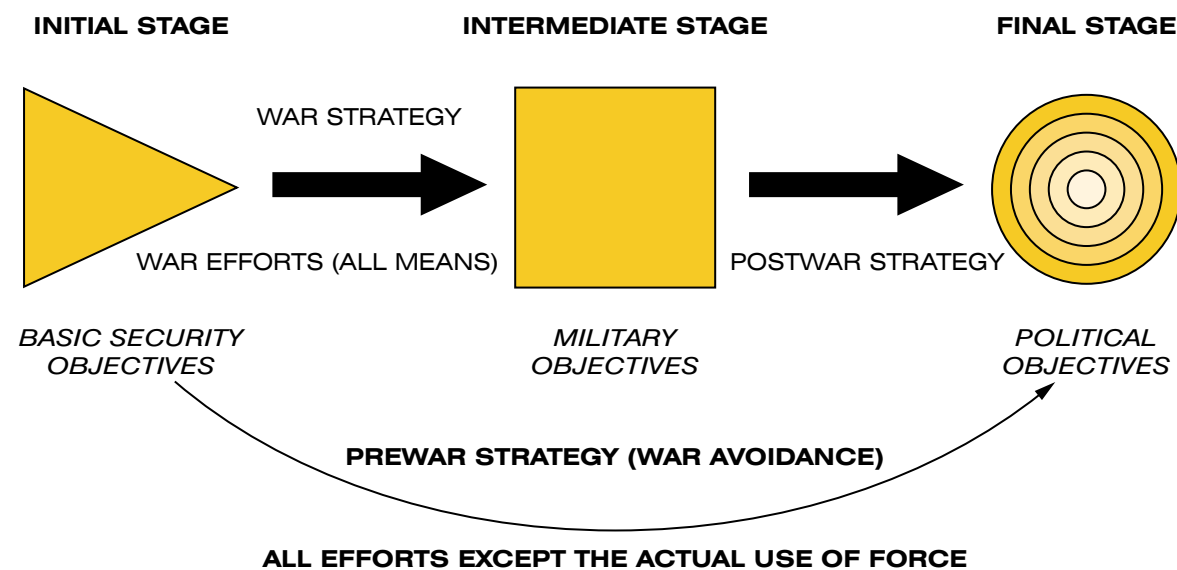 INITIAL STAGE
INTERMEDIATE STAGE
FINAL STAGE
WAR STRATEGY
WAR EFFORTS (ALL MEANS)
POSTWAR STRATEGY
BASIC SECURITY
OBJECTIVES
MILITARY
OBJECTIVES
POLITICAL
OBJECTIVES
PREWAR STRATEGY (WAR AVOIDANCE)
ALL EFFORTS EXCEPT THE ACTUAL USE OF FORCE